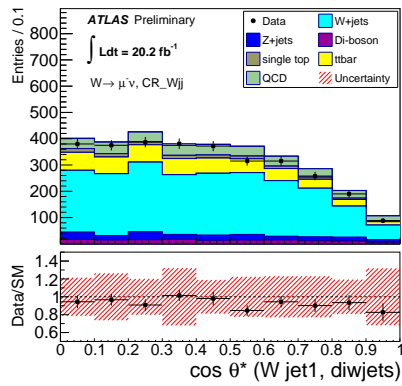 Entries / 0.1
ATLAS Preliminary
∫ Ldt = 20.2 fb⁻¹
W→ μ⁻ν, CR_Wjj
Data
W+jets
Z+jets
Di-boson
single top
ttbar
QCD
Uncertainty
800
700
600
500
400
300
200
100
Data/SM
1.4
1.2
1
0.8
0.6
0 0.1 0.2 0.3 0.4 0.5 0.6 0.7 0.8 0.9 1
cos θ* (W jet1, diwjets)